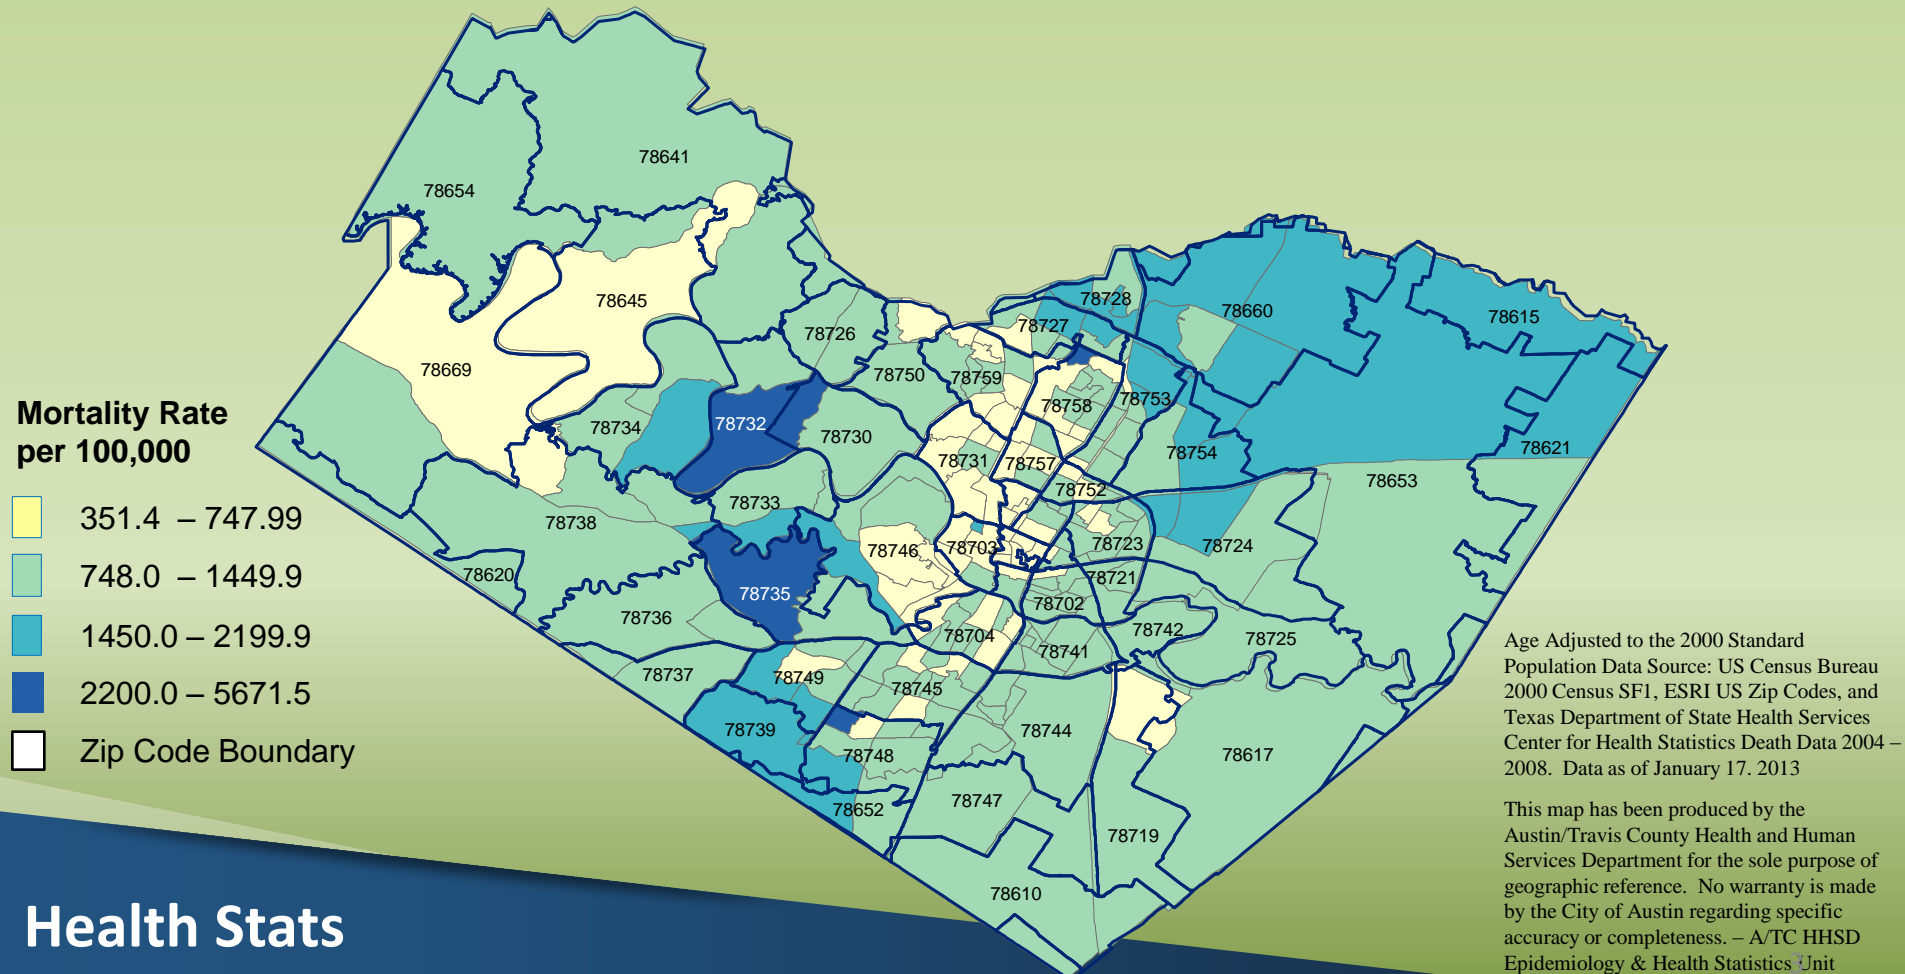 78641
78654
78645
78669
78728
78660
78615
78727
78726
78750
78759
78758
78753
78732
78734
78730
78731
78757
78754
78621
78653
78752
78733
78738
78746
78703
78723
78724
78721
78620
78735
78702
78736
78704
78742
78725
78741
78737
78749
78745
78739
78744
78748
78617
78652
78747
78719
78610
Mortality Rate
per 100,000
351.4 – 747.99
748.0 – 1449.9
1450.0 – 2199.9
2200.0 – 5671.5
Zip Code Boundary
Age Adjusted to the 2000 Standard
Population Data Source: US Census Bureau
2000 Census SF1, ESRI US Zip Codes, and
Texas Department of State Health Services
Center for Health Statistics Death Data 2004 –
2008.  Data as of January 17. 2013
This map has been produced by the
Austin/Travis County Health and Human
Services Department for the sole purpose of
geographic reference.  No warranty is made
by the City of Austin regarding specific
accuracy or completeness. – A/TC HHSD
Epidemiology & Health Statistics Unit
Health Stats